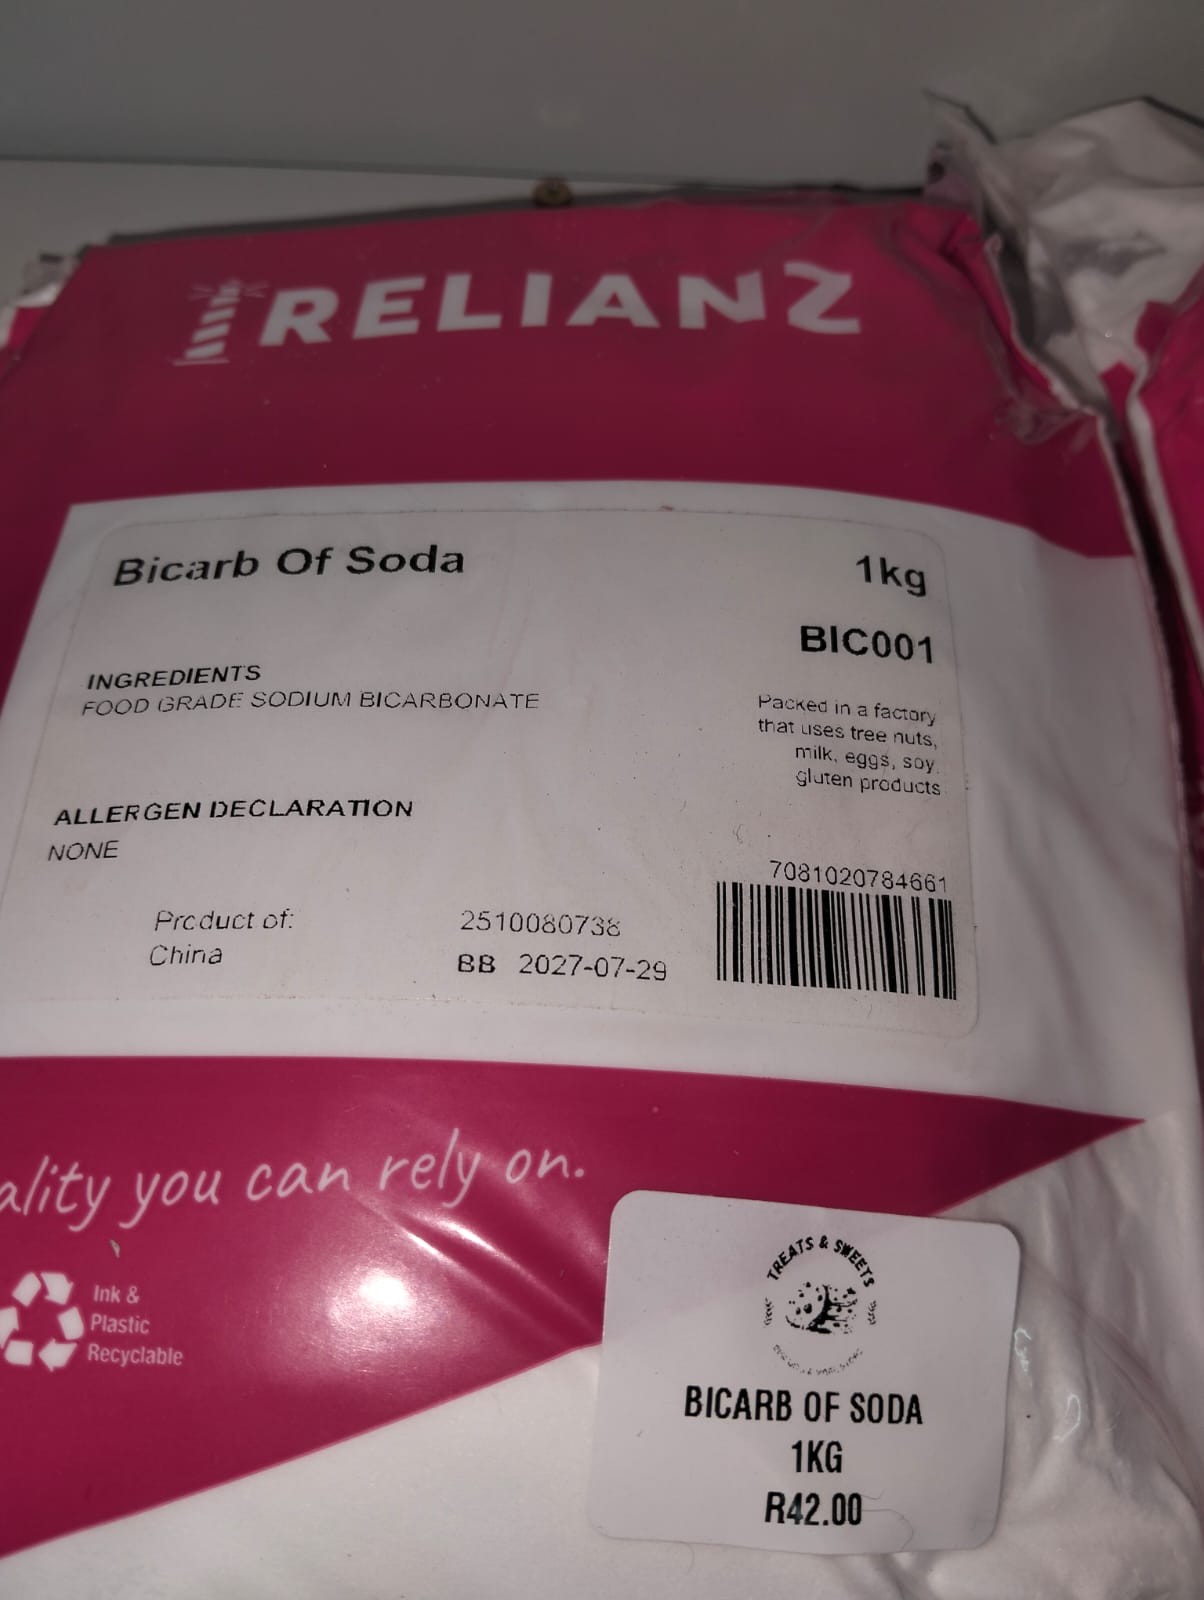 RELIANZ
Bicarb Of Soda
1kg
BIC001
INGREDIENTS
FOOD GRADE SODIUM BICARBONATE
Packed in a factory
that uses tree nuts,
milk, eggs, soy,
gluten products
ALLERGEN DECLARATION
NONE
7081020784661
Product of:
China
2510080738
BB 2027-07-29
ality you can rely on.
Ink &
Plastic
Recyclable
TREATS & SWEETS
BICARB OF SODA
1KG
R42.00